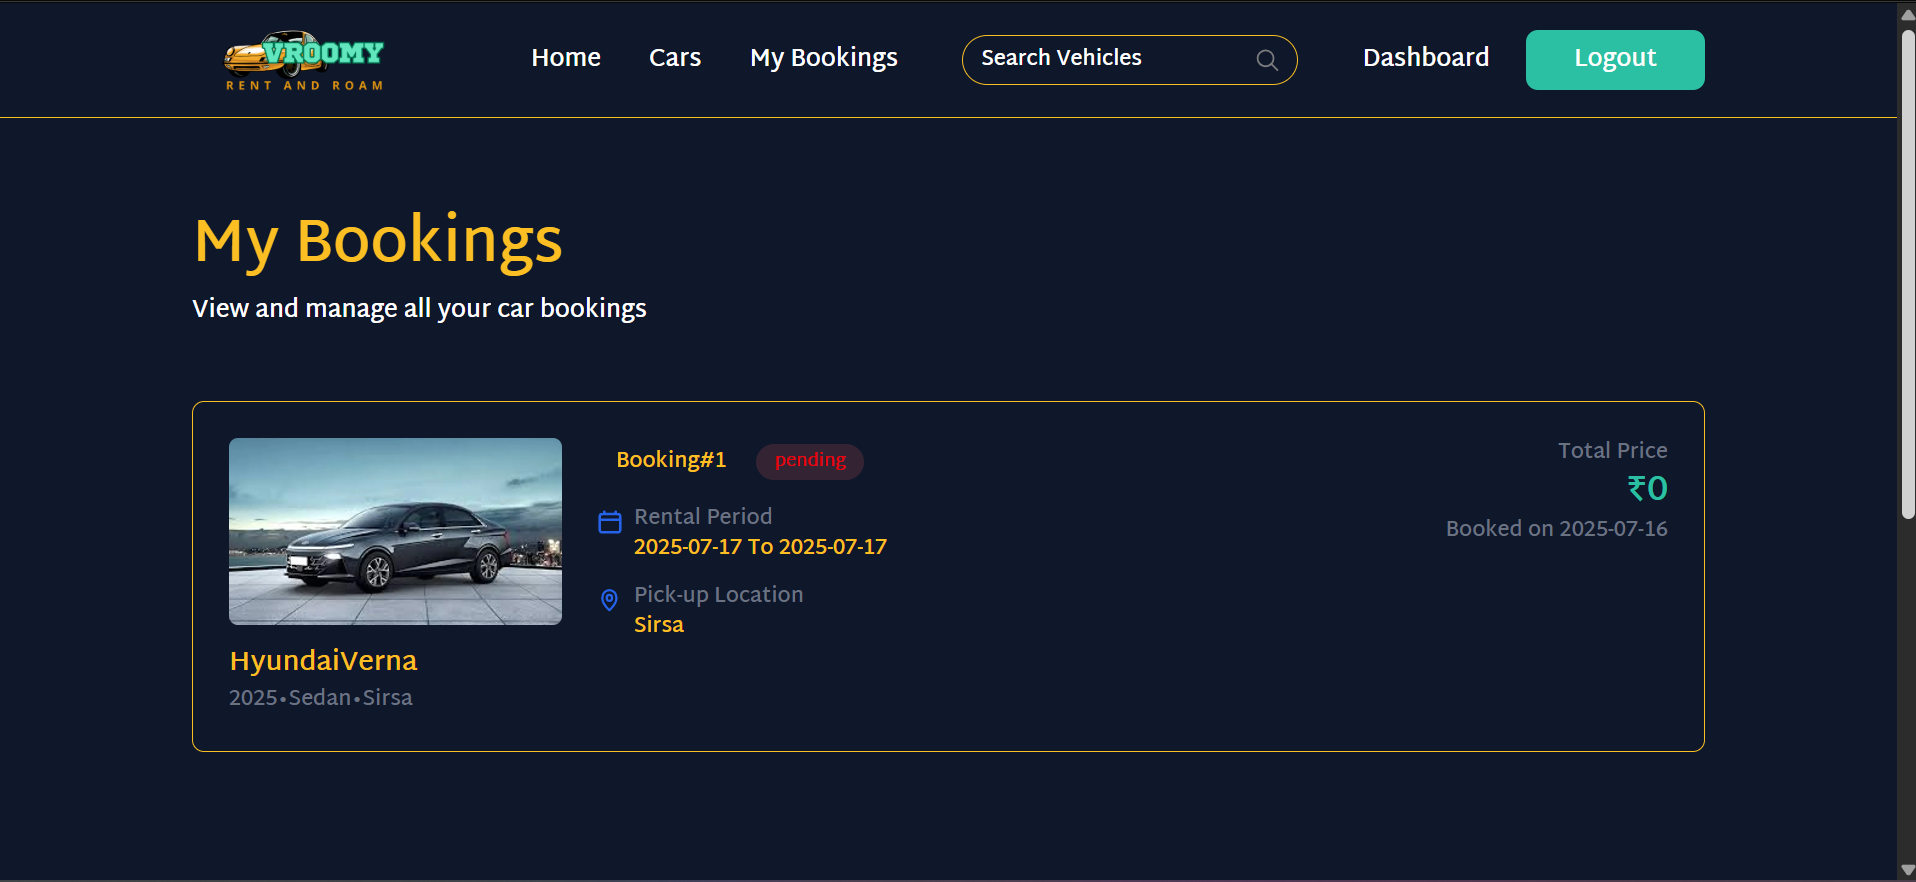 VROOMY
RENT AND ROAM
Home
Cars
My Bookings
Search Vehicles
Dashboard
Logout
My Bookings
View and manage all your car bookings
Booking#1
pending
Rental Period
2025-07-17 To 2025-07-17
Pick-up Location
Sirsa
Total Price
₹0
Booked on 2025-07-16
HyundaiVerna
2025•Sedan•Sirsa